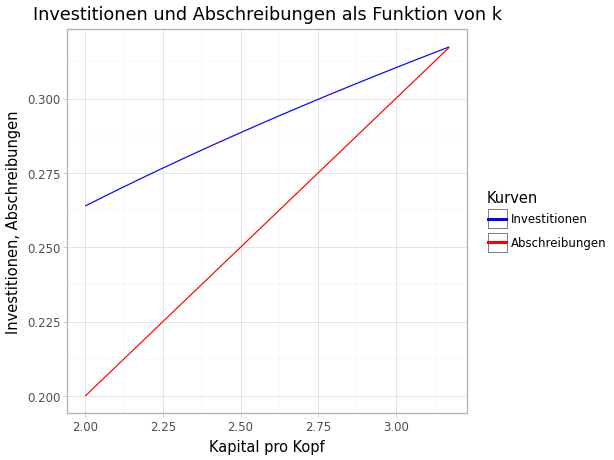 Investitionen und Abschreibungen als Funktion von k
Investitionen, Abschreibungen
0.300
0.275
0.250
0.225
0.200
2.00 2.25 2.50 2.75 3.00
Kapital pro Kopf
Kurven
Investitionen
Abschreibungen